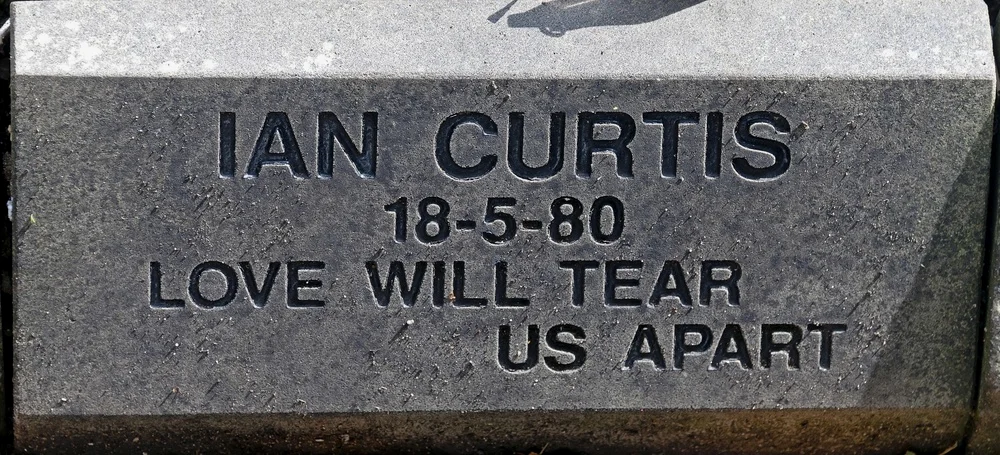 IAN CURTIS
18-5-80
LOVE WILL TEAR
US APART